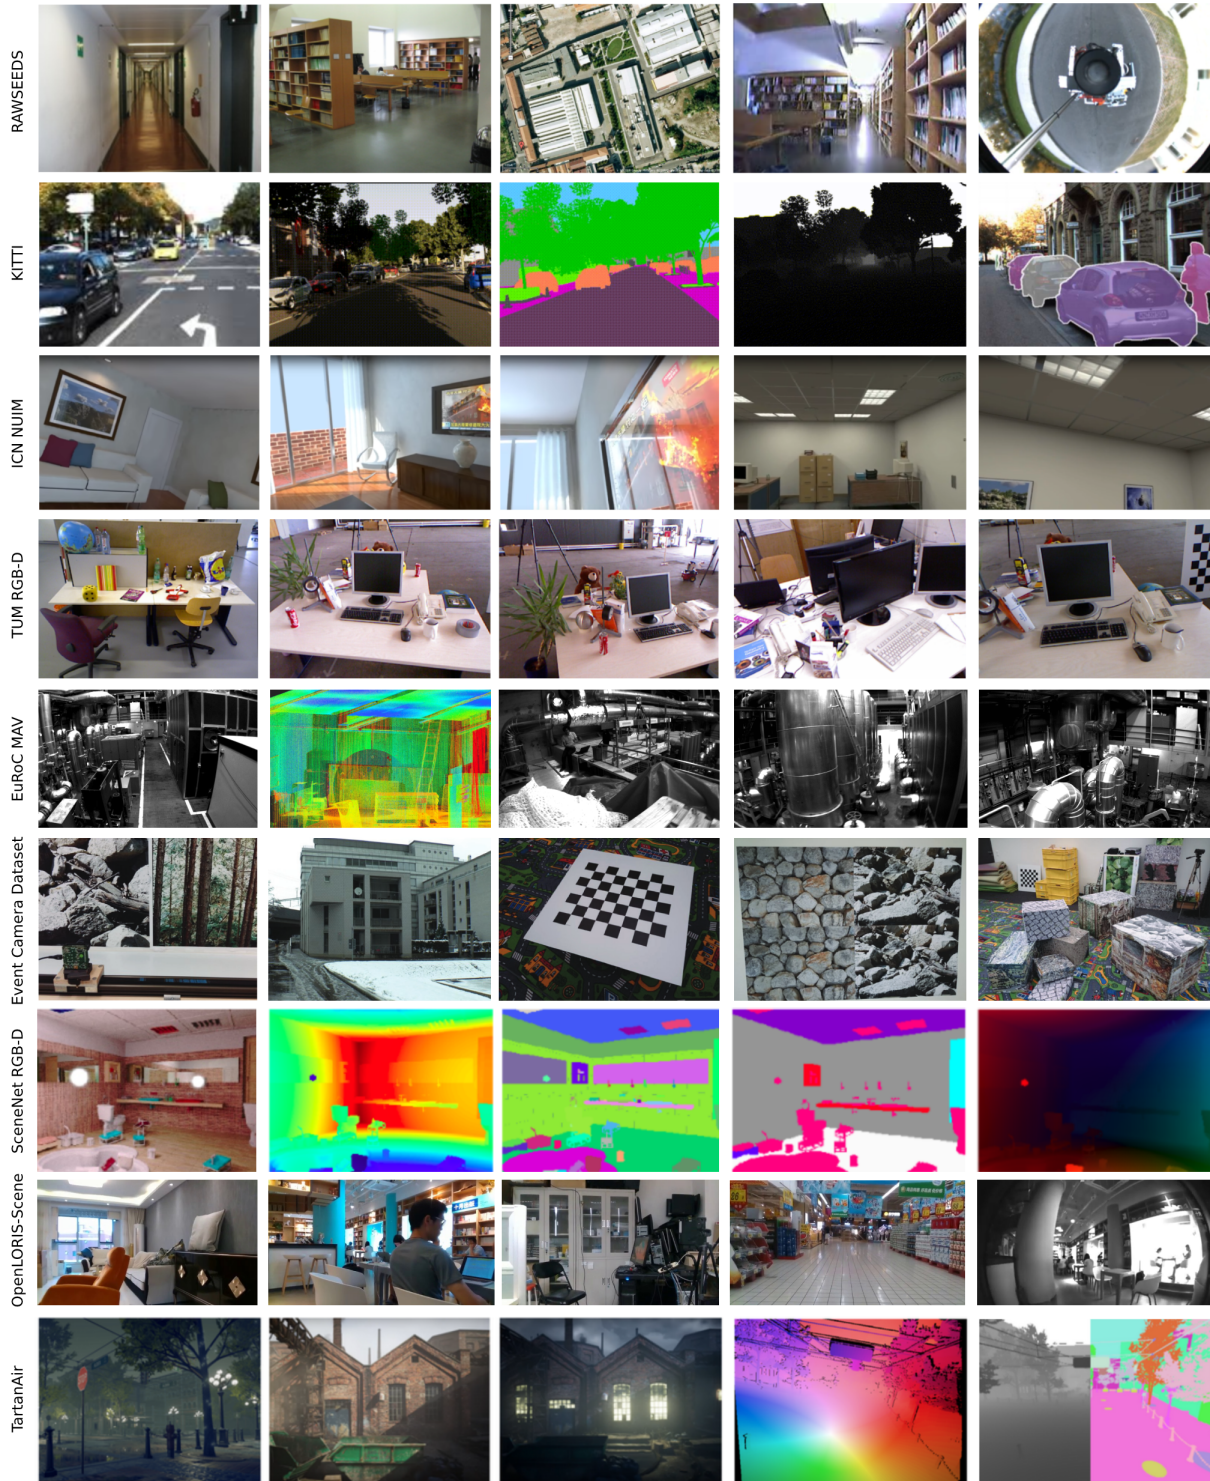 RAWSEEDS
KITTI
ICN NUIM
TUM RGB-D
EuRoC MAV
Event Camera Dataset
SceneNet RGB-D
OpenLORIS-Scene
TartanAir